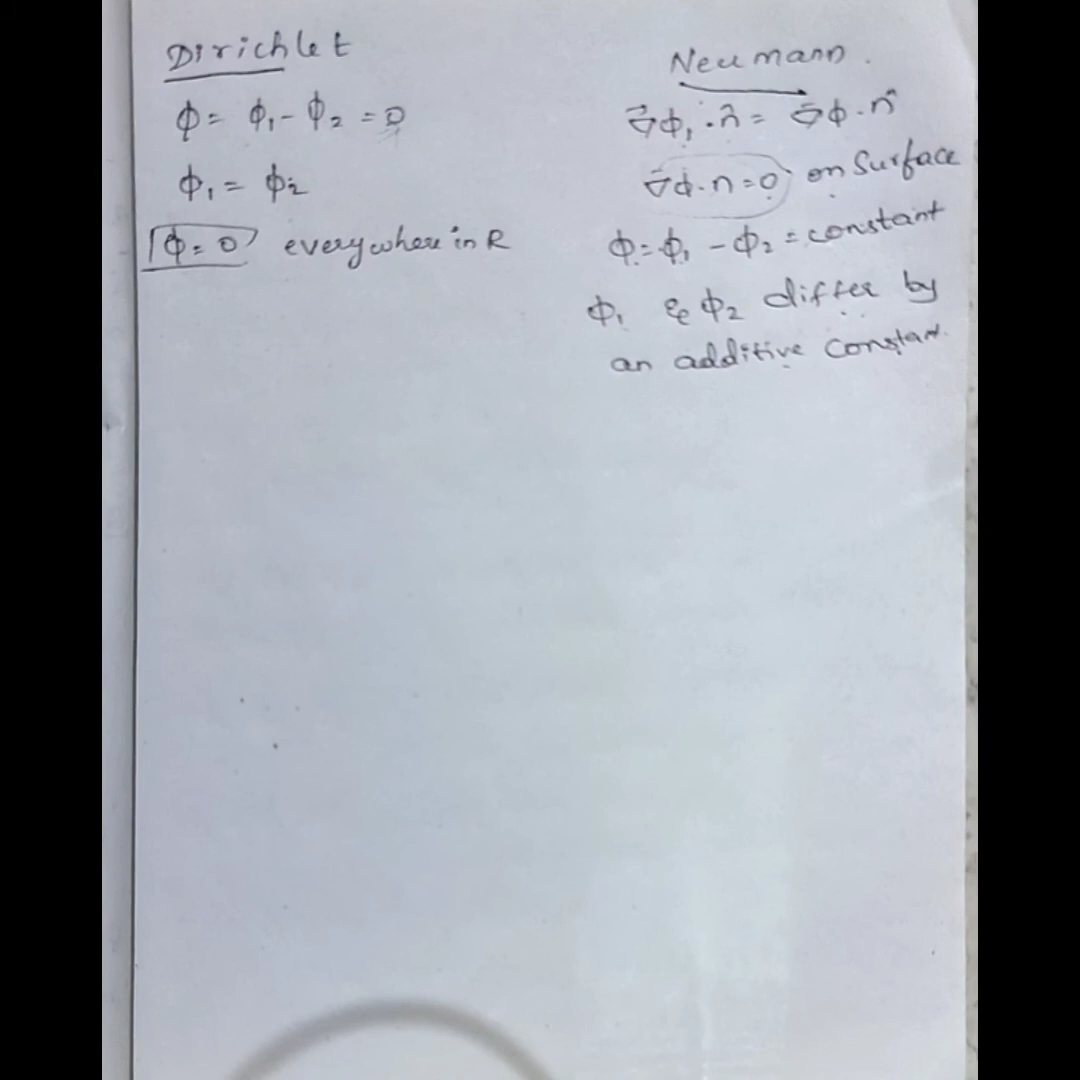 Dirichlet
ϕ = ϕ₁ - ϕ₂ = 0
ϕ₁ = ϕ₂
ϕ = 0 everywhere in R
Neumann.
∇⃗ϕ₁ . n̂ = ∇⃗ϕ . n̂
∇⃗ϕ . n = 0 on Surface
ϕ = ϕ₁ - ϕ₂ = constant
ϕ₁ & ϕ₂ differ by
an additive constant.